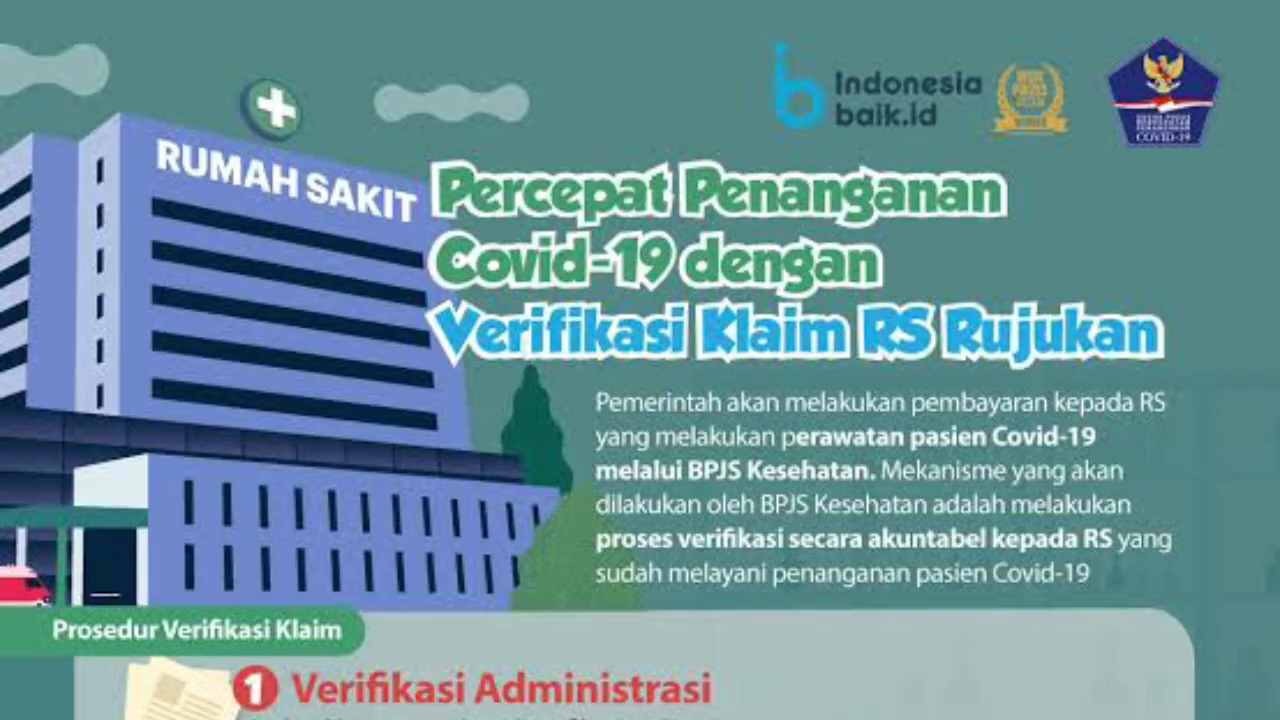 Indonesia
baik.id
COVID-19
RUMAH SAKIT
Percepat Penanganan
Covid-19 dengan
Verifikasi Klaim RS Rujukan
Pemerintah akan melakukan pembayaran kepada RS
yang melakukan perawatan pasien Covid-19
melalui BPJS Kesehatan. Mekanisme yang akan
dilakukan oleh BPJS Kesehatan adalah melakukan
proses verifikasi secara akuntabel kepada RS yang
sudah melayani penanganan pasien Covid-19
Prosedur Verifikasi Klaim
1 Verifikasi Administrasi